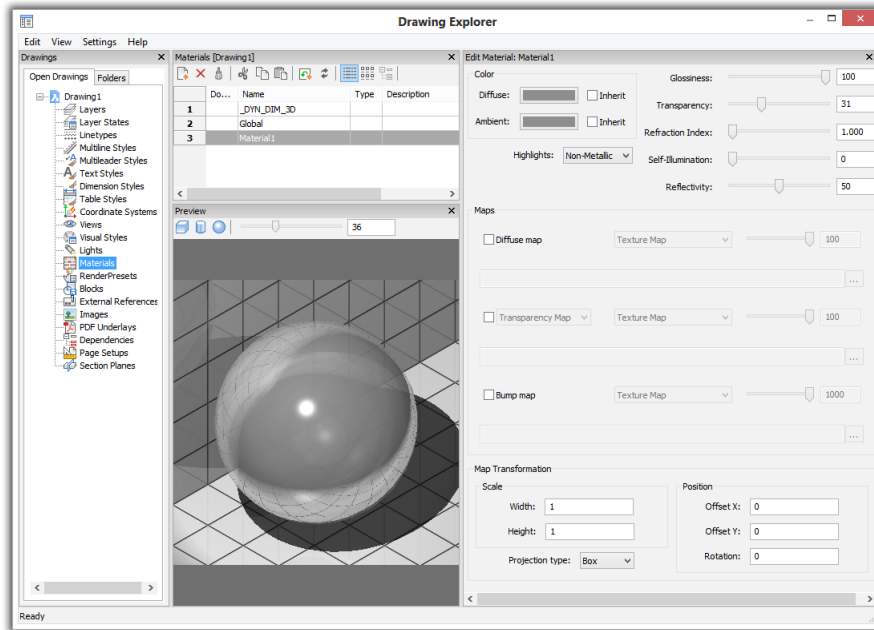 Drawing Explorer
Edit View Settings Help
Drawings
Open Drawings Folders
Drawing1
Layers
Layer States
Linetypes
Multiline Styles
Multileader Styles
Text Styles
Dimension Styles
Table Styles
Coordinate Systems
Views
Visual Styles
Lights
Materials
RenderPresets
Blocks
External References
Images
PDF Underlays
Dependencies
Page Setups
Section Planes
Materials [Drawing1]
Do... Name Type Description
1 _DYN_DIM_3D
2 Global
3 Material1
Preview
36
Edit Material: Material1
Color
Diffuse: Inherit
Ambient: Inherit
Highlights: Non-Metallic
Glossiness: 100
Transparency: 31
Refraction Index: 1.000
Self-Illumination: 0
Reflectivity: 50
Maps
Diffuse map Texture Map 100
...
Transparency Map Texture Map 100
...
Bump map Texture Map 1000
...
Map Transformation
Scale
Width: 1
Height: 1
Projection type: Box
Position
Offset X: 0
Offset Y: 0
Rotation: 0
Ready